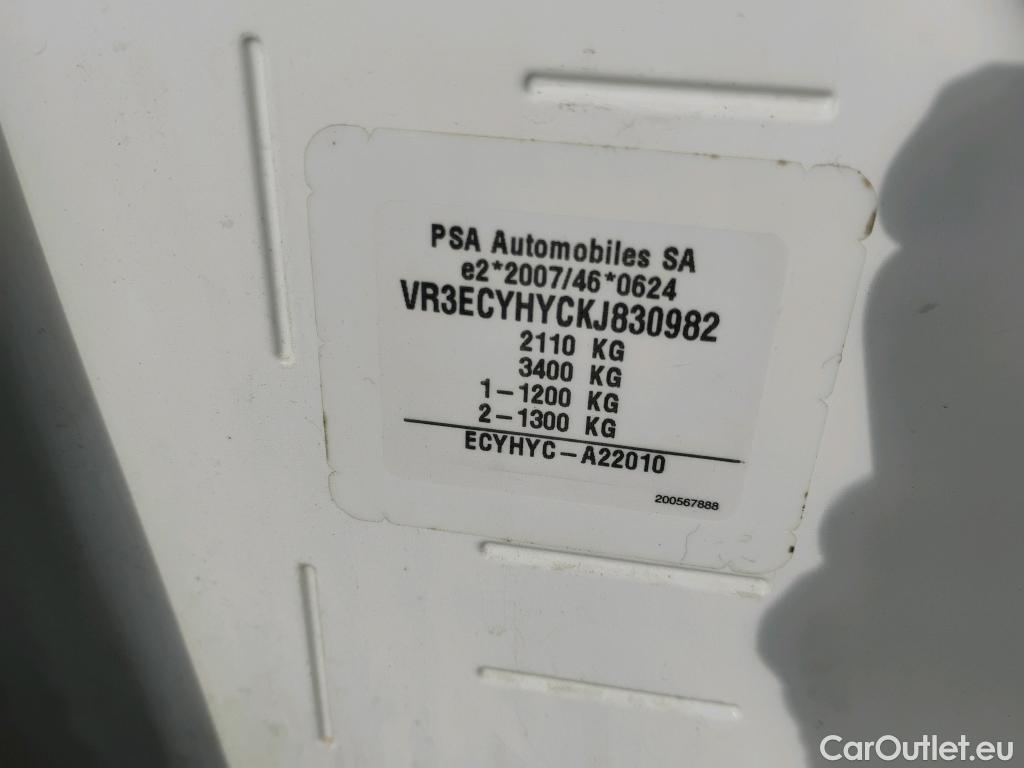 PSA Automobiles SA
e2*2007/46*0624
VR3ECYHYCKJ830982
2110 KG
3400 KG
1-1200 KG
2-1300 KG
ECYHYC-A22010
200567888
CarOutlet.eu